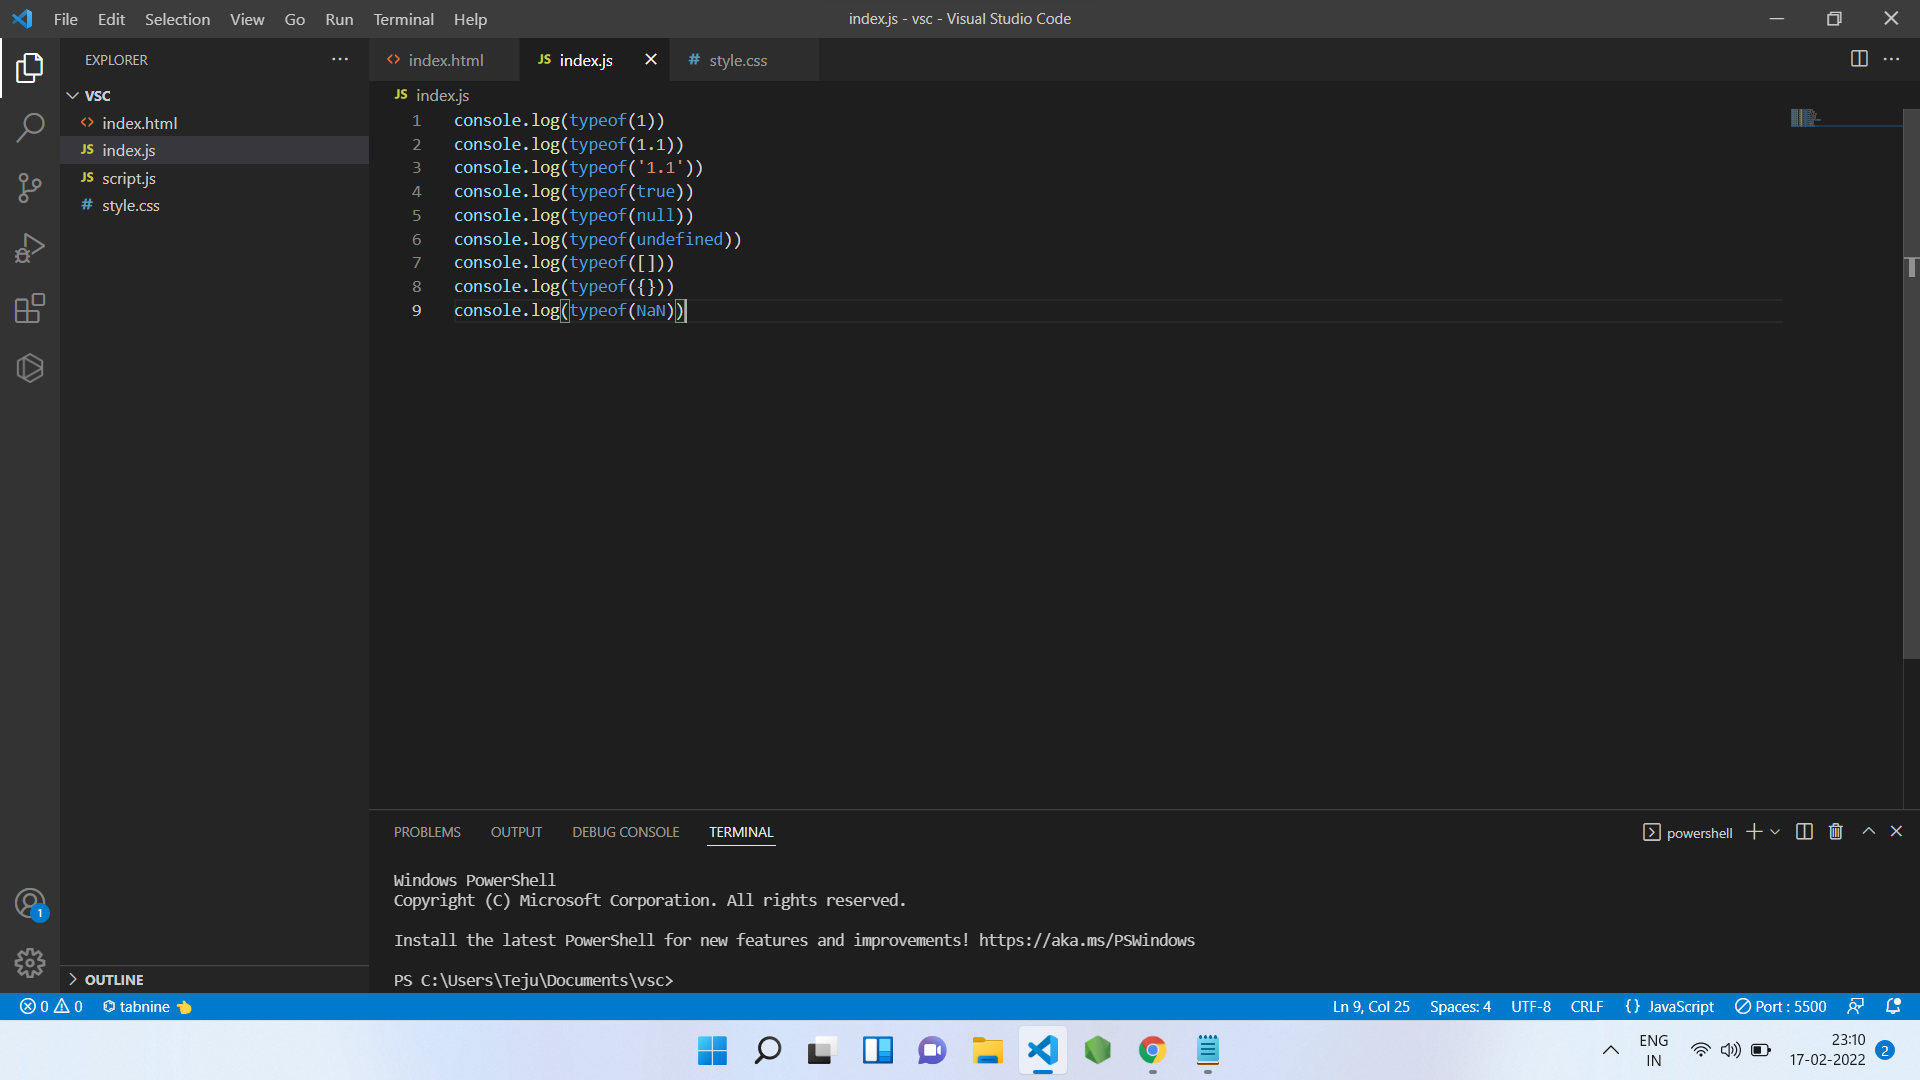 File Edit Selection View Go Run Terminal Help
index.js - vsc - Visual Studio Code
EXPLORER
VSC
<> index.html
JS index.js
JS script.js
# style.css
OUTLINE
<> index.html
JS index.js
# style.css
JS index.js
1 console.log(typeof(1))
2 console.log(typeof(1.1))
3 console.log(typeof('1.1'))
4 console.log(typeof(true))
5 console.log(typeof(null))
6 console.log(typeof(undefined))
7 console.log(typeof([]))
8 console.log(typeof({}))
9 console.log(typeof(NaN))
PROBLEMS OUTPUT DEBUG CONSOLE TERMINAL
powershell
Windows PowerShell
Copyright (C) Microsoft Corporation. All rights reserved.
Install the latest PowerShell for new features and improvements! https://aka.ms/PSWindows
PS C:\Users\Teju\Documents\vsc>
1
0 0 tabnine
Ln 9, Col 25 Spaces: 4 UTF-8 CRLF {} JavaScript Port : 5500
ENG
IN
23:10
17-02-2022
2